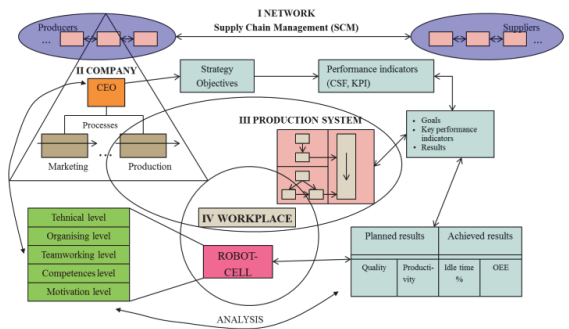 I NETWORK
Supply Chain Management (SCM)
Producers
...
Suppliers
...
II COMPANY
CEO
Strategy
Objectives
Performance indicators
(CSF, KPI)
Processes
...
Marketing
Production
III PRODUCTION SYSTEM
• Goals
• Key performance
indicators
• Results
IV WORKPLACE
Tehnical level
Organising level
Teamworking level
Competences level
Motivation level
ROBOT-
CELL
Planned results
Achieved results
Quality
Producti-
vity
Idle time
%
OEE
ANALYSIS